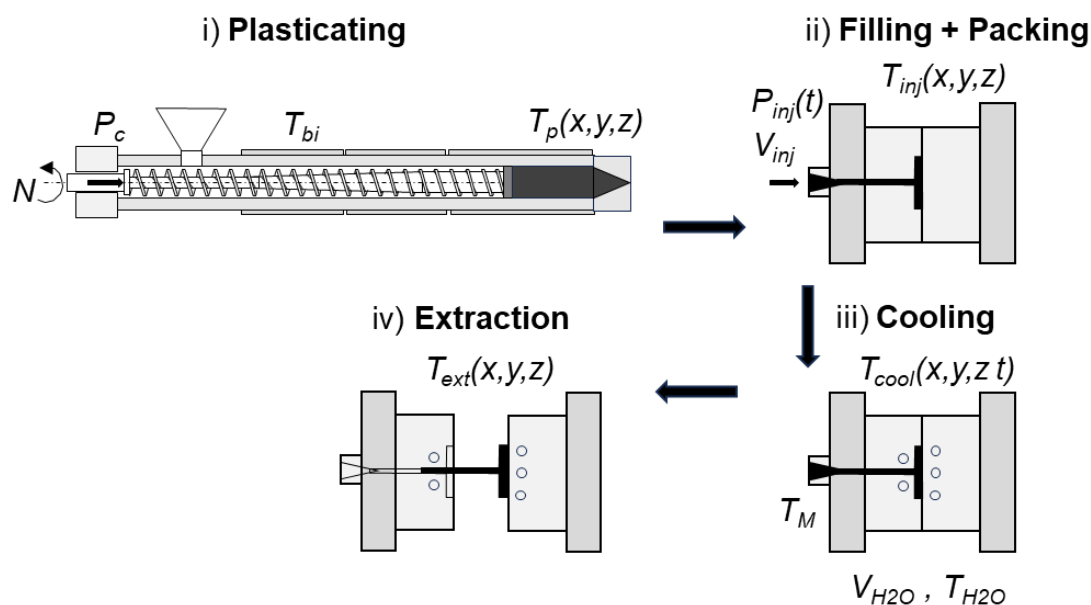 i) Plasticating
P_c
T_bi
T_p(x,y,z)
N
ii) Filling + Packing
T_inj(x,y,z)
P_inj(t)
V_inj
iii) Cooling
T_cool(x,y,z t)
T_M
V_H2O , T_H2O
iv) Extraction
T_ext(x,y,z)